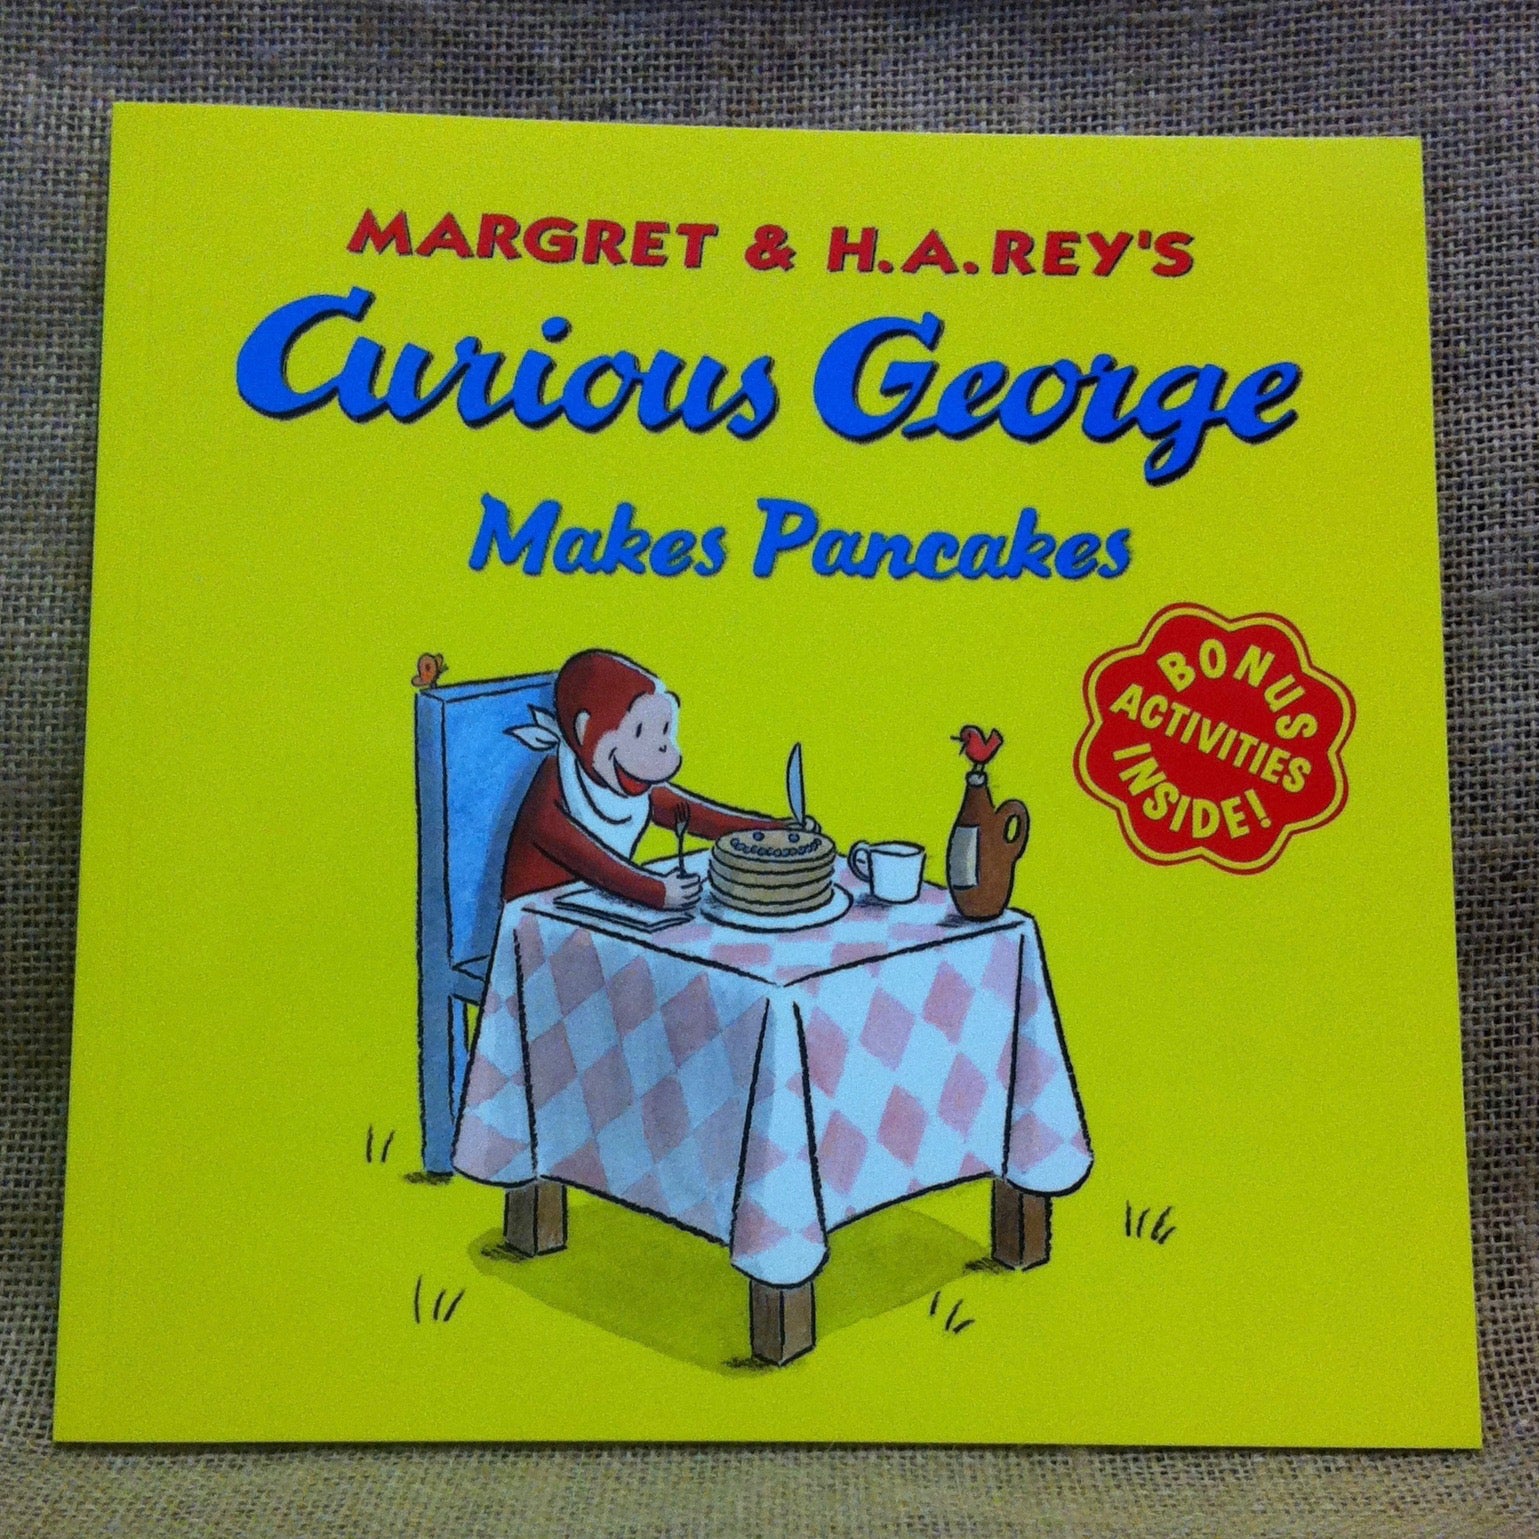 MARGRET & H.A.REY'S
Curious George
Makes Pancakes
BONUS
ACTIVITIES
INSIDE!